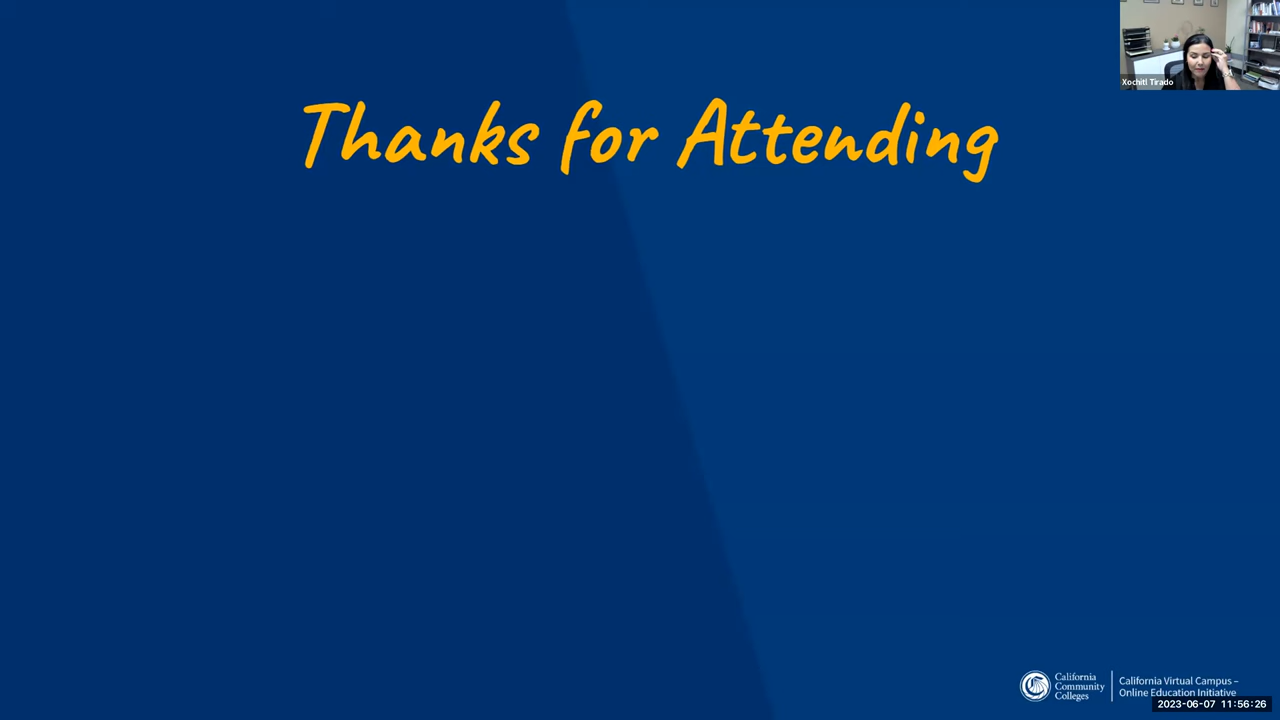 Xochitl Tirado
Thanks for Attending
California
Community
Colleges
California Virtual Campus –
Online Education Initiative
2023-06-07 11:56:26